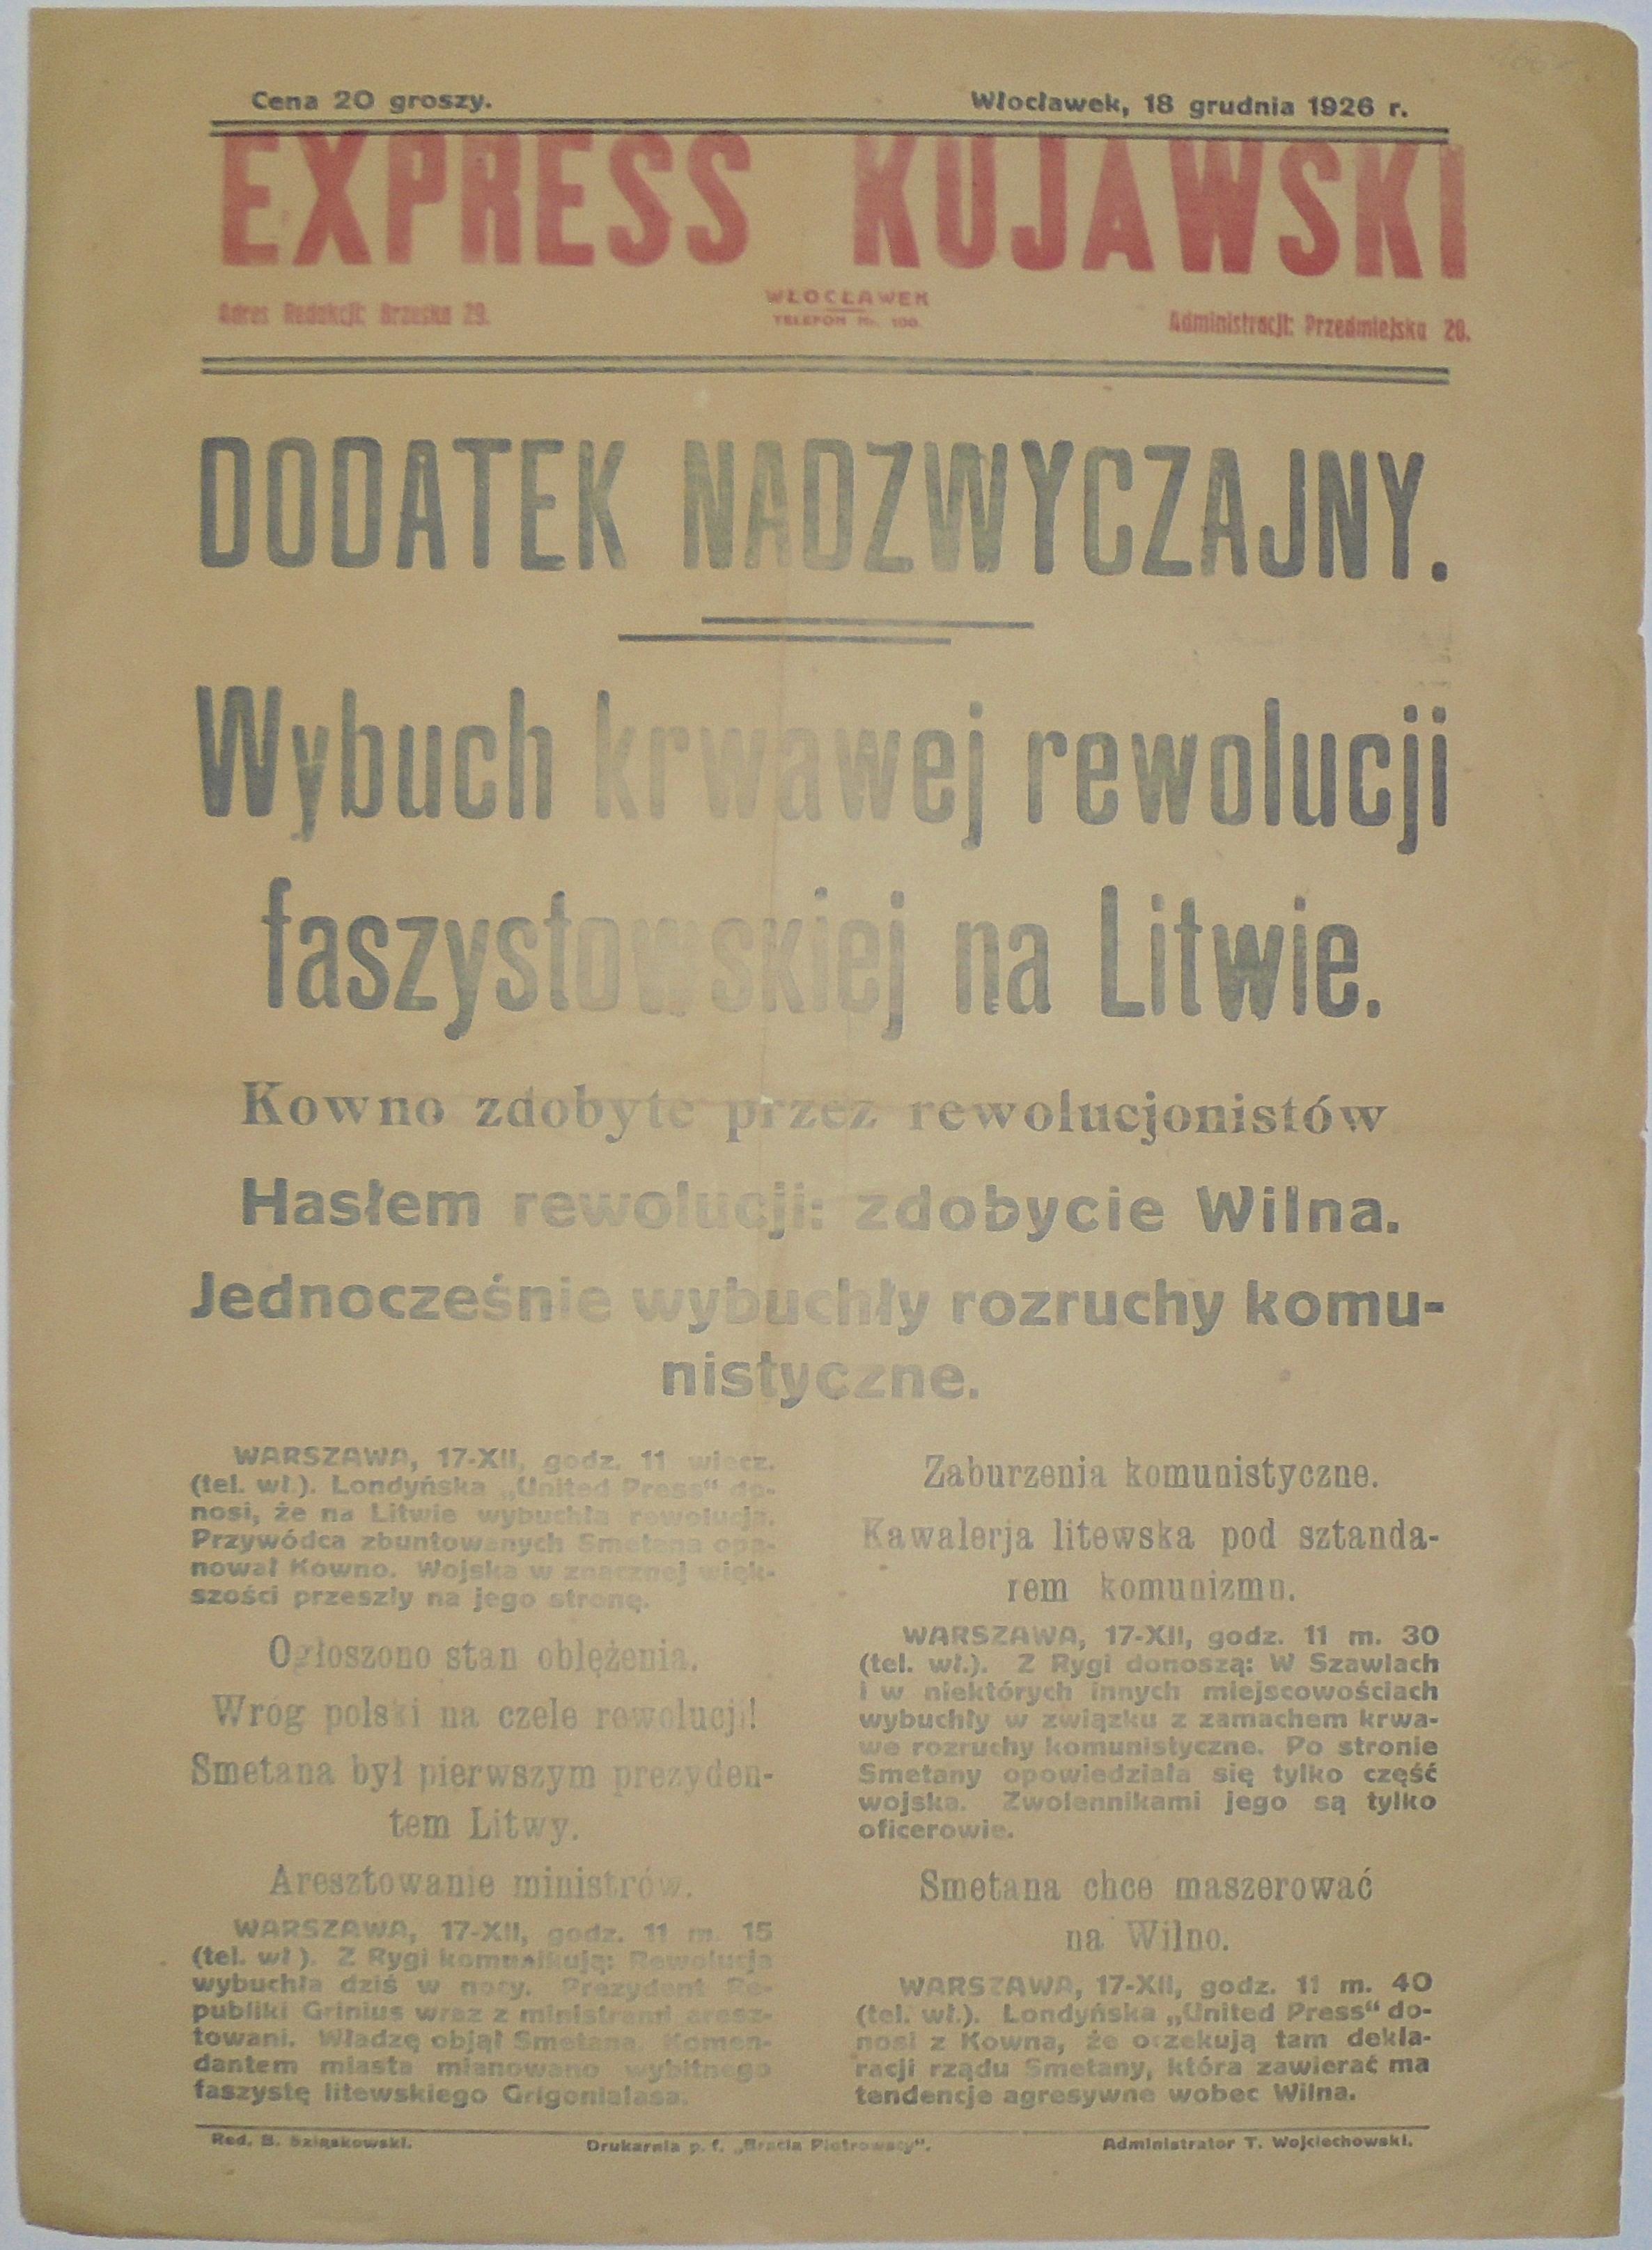 Cena 20 groszy.
Włocławek, 18 grudnia 1926 r.
EXPRESS KUJAWSKI
Adres Redakcji: Brzeska 29.
WŁOCŁAWEK
TELEFON Nr. 100.
Administracji: Przedmiejska 20.
DODATEK NADZWYCZAJNY.
Wybuch krwawej rewolucji
faszystowskiej na Litwie.
Kowno zdobyte przez rewolucjonistów
Hasłem rewolucji: zdobycie Wilna.
Jednocześnie wybuchły rozruchy komu-
nistyczne.
WARSZAWA, 17-XII, godz. 11 wiecz.
(tel. wł.). Londyńska „United Press" do-
nosi, że na Litwie wybuchła rewolucja.
Przywódca zbuntowanych Smetana opa-
nował Kowno. Wojska w znacznej więk-
szości przeszły na jego stronę.
Ogłoszono stan oblężenia.
Wróg polski na czele rewolucji!
Smetana był pierwszym prezyden-
tem Litwy.
Aresztowanie ministrów.
WARSZAWA, 17-XII, godz. 11 m. 15
(tel. wł ). Z Rygi komunikują: Rewolucja
wybuchła dziś w nocy. Prezydent Re-
publiki Grinius wraz z ministrami aresz-
towani. Władzę objął Smetana. Komen-
dantem miasta mianowano wybitnego
faszystę litewskiego Grigonialasa.
Zaburzenia komunistyczne.
Kawalerja litewska pod sztanda-
rem komunizmu.
WARSZAWA, 17-XII, godz. 11 m. 30
(tel. wł.). Z Rygi donoszą: W Szawlach
i w niektórych innych miejscowościach
wybuchły w związku z zamachem krwa-
we rozruchy komunistyczne. Po stronie
Smetany opowiedziała się tylko część
wojska. Zwolennikami jego są tylko
oficerowie.
Smetana chce maszerować
na Wilno.
WARSZAWA, 17-XII, godz. 11 m. 40
(tel. wł.). Londyńska „United Press" do-
nosi z Kowna, że oczekują tam dekla-
racji rządu Smetany, która zawierać ma
tendencje agresywne wobec Wilna.
Red. B.
Drukarnia p. f. „Bracia Piotrowscy".
Administrator T. Wojciechowski.